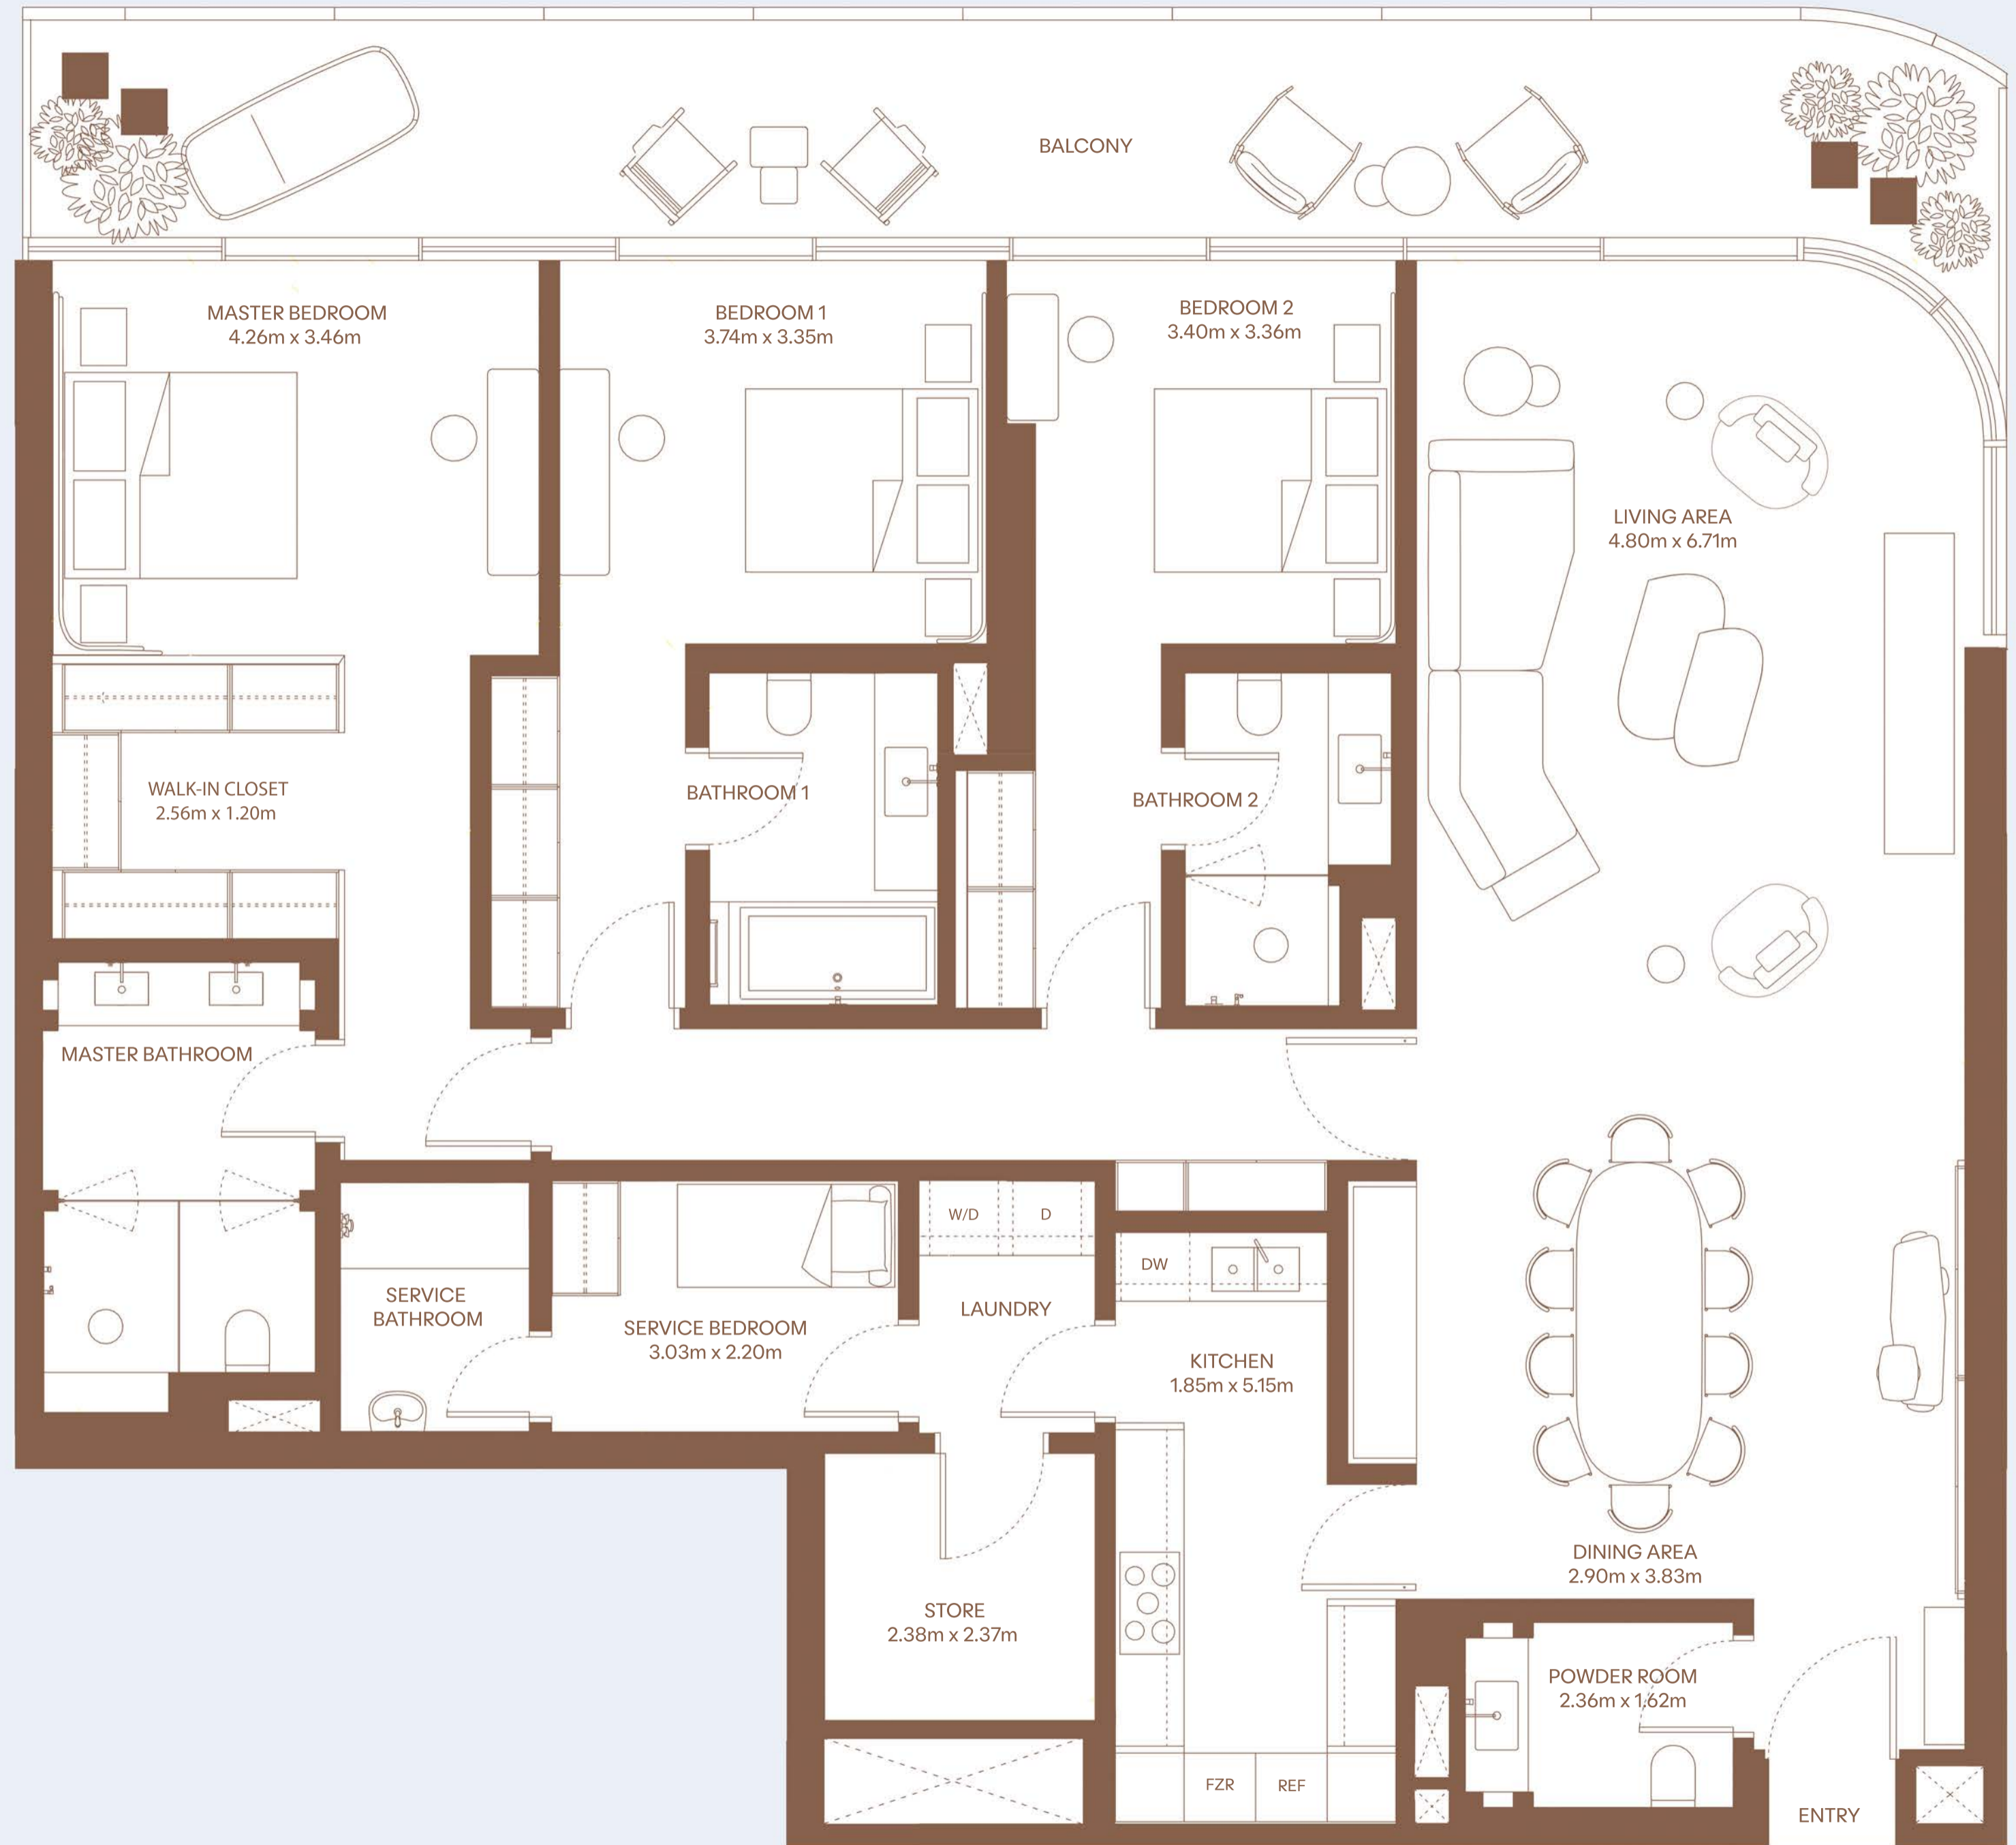 BALCONY
MASTER BEDROOM
4.26m x 3.46m
BEDROOM 1
3.74m x 3.35m
BEDROOM 2
3.40m x 3.36m
LIVING AREA
4.80m x 6.71m
WALK-IN CLOSET
2.56m x 1.20m
BATHROOM 1
BATHROOM 2
MASTER BATHROOM
W/D
D
DW
SERVICE
BATHROOM
SERVICE BEDROOM
3.03m x 2.20m
LAUNDRY
KITCHEN
1.85m x 5.15m
DINING AREA
2.90m x 3.83m
STORE
2.38m x 2.37m
POWDER ROOM
2.36m x 1.62m
FZR
REF
ENTRY